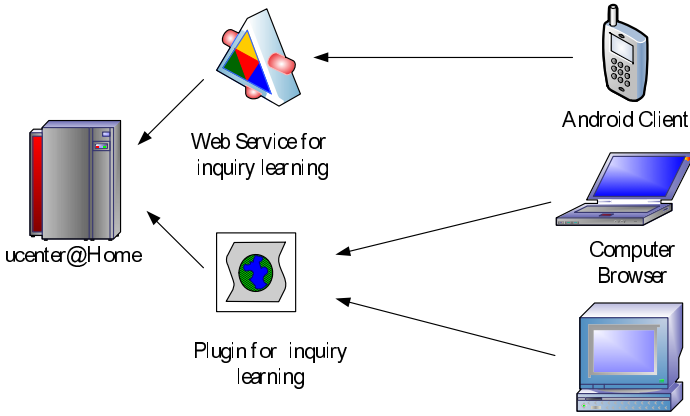 Android Client
Web Service for
inquiry learning
ucenter@Home
Computer
Browser
Plugin for inquiry
learning